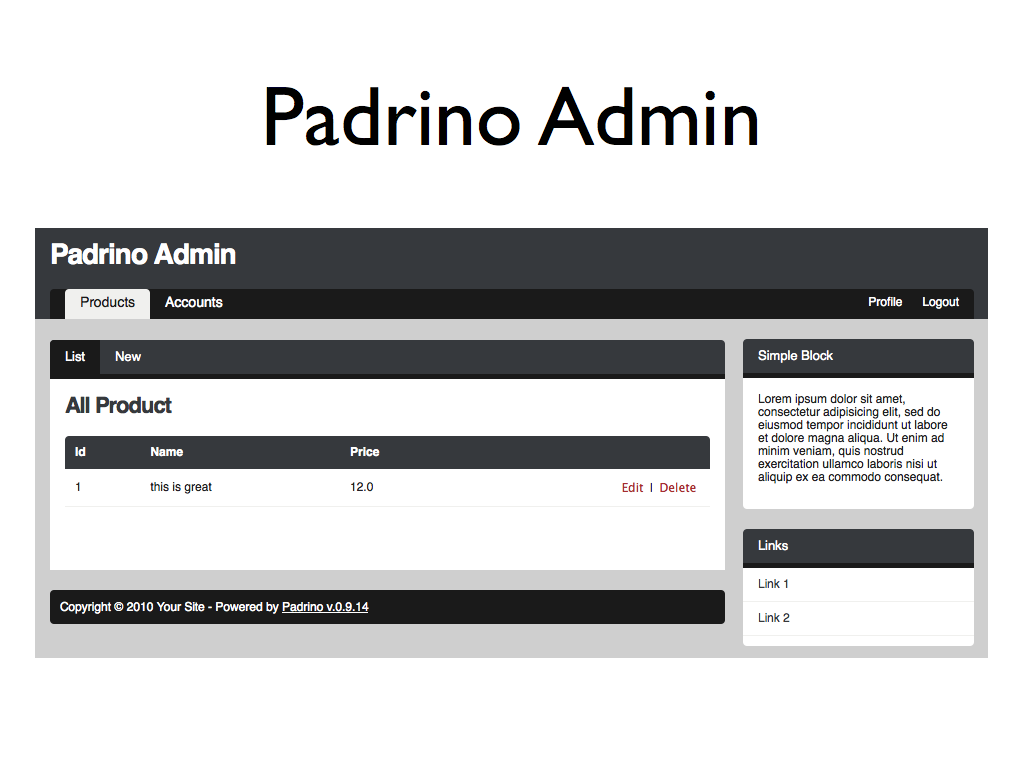 Padrino Admin
Padrino Admin
Products Accounts Profile Logout
List New
All Product
Id Name Price
1 this is great 12.0 Edit | Delete
Copyright © 2010 Your Site - Powered by Padrino v.0.9.14
Simple Block
Lorem ipsum dolor sit amet,
consectetur adipisicing elit, sed do
eiusmod tempor incididunt ut labore
et dolore magna aliqua. Ut enim ad
minim veniam, quis nostrud
exercitation ullamco laboris nisi ut
aliquip ex ea commodo consequat.
Links
Link 1
Link 2